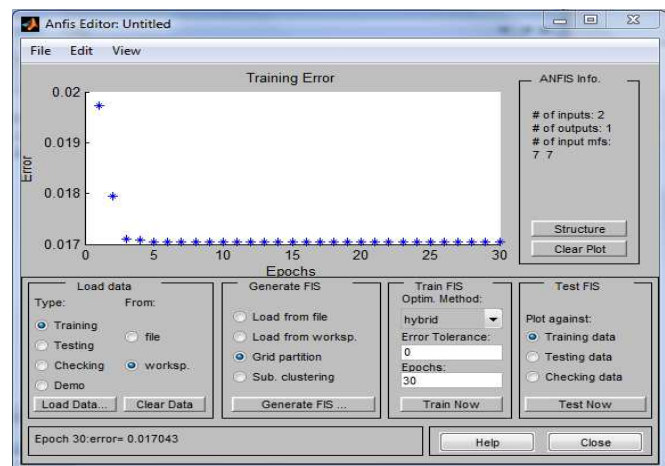 Anfis Editor: Untitled
File Edit View
Training Error
0.02
0.019
0.018
0.017
Error
0 5 10 15 20 25 30
Epochs
ANFIS Info.
# of inputs: 2
# of outputs: 1
# of input mfs:
7 7
Structure
Clear Plot
Load data
Type: From:
Training
Testing
Checking
Demo
file
worksp.
Load Data... Clear Data
Generate FIS
Load from file
Load from worksp.
Grid partition
Sub. clustering
Generate FIS ...
Train FIS
Optim. Method:
hybrid
Error Tolerance:
0
Epochs:
30
Train Now
Test FIS
Plot against:
Training data
Testing data
Checking data
Test Now
Epoch 30:error= 0.017043
Help Close